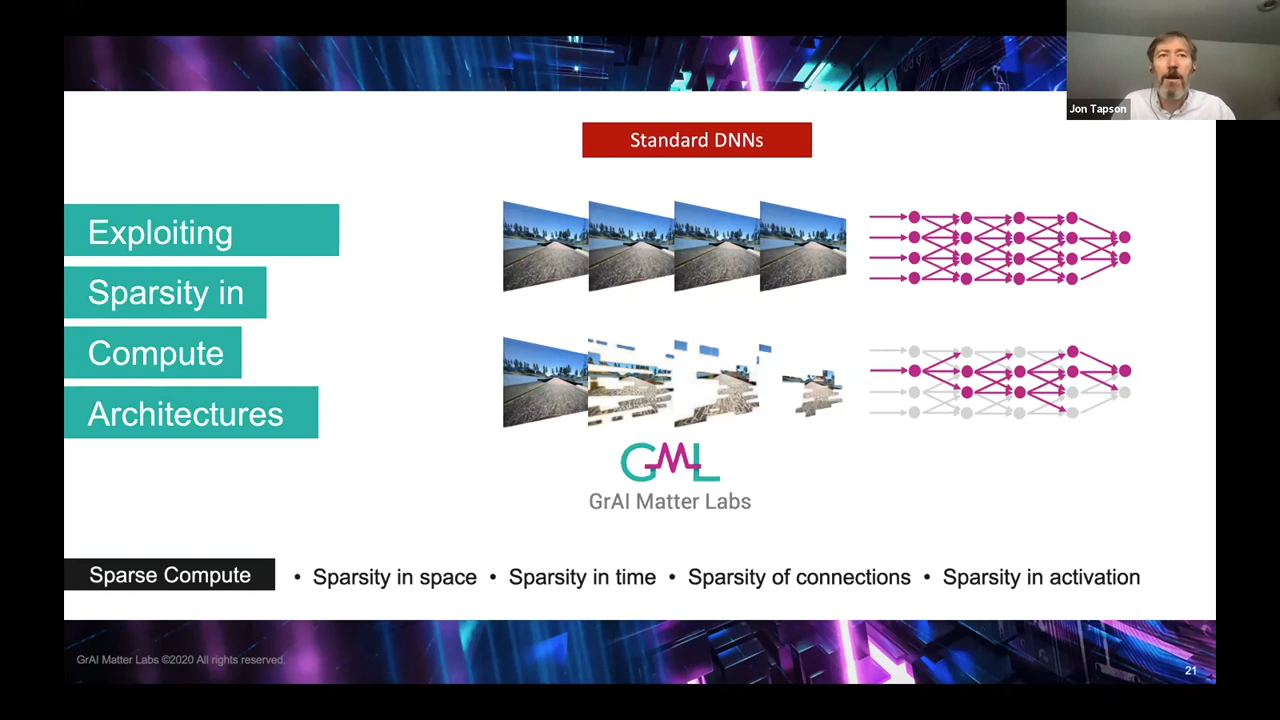 Jon Tapson
Standard DNNs
Exploiting
Sparsity in
Compute
Architectures
GML
GrAI Matter Labs
Sparse Compute
• Sparsity in space • Sparsity in time • Sparsity of connections • Sparsity in activation
GrAI Matter Labs ©2020 All rights reserved.
21